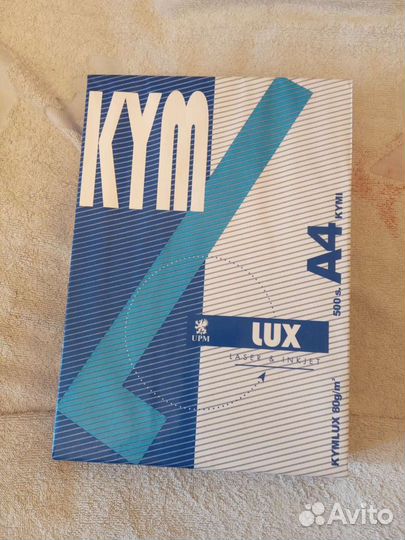 KYM
UPM
LUX
LASER & INKJET
KYMLUX 80g/m² 500 s. A4 KYMI
Avito